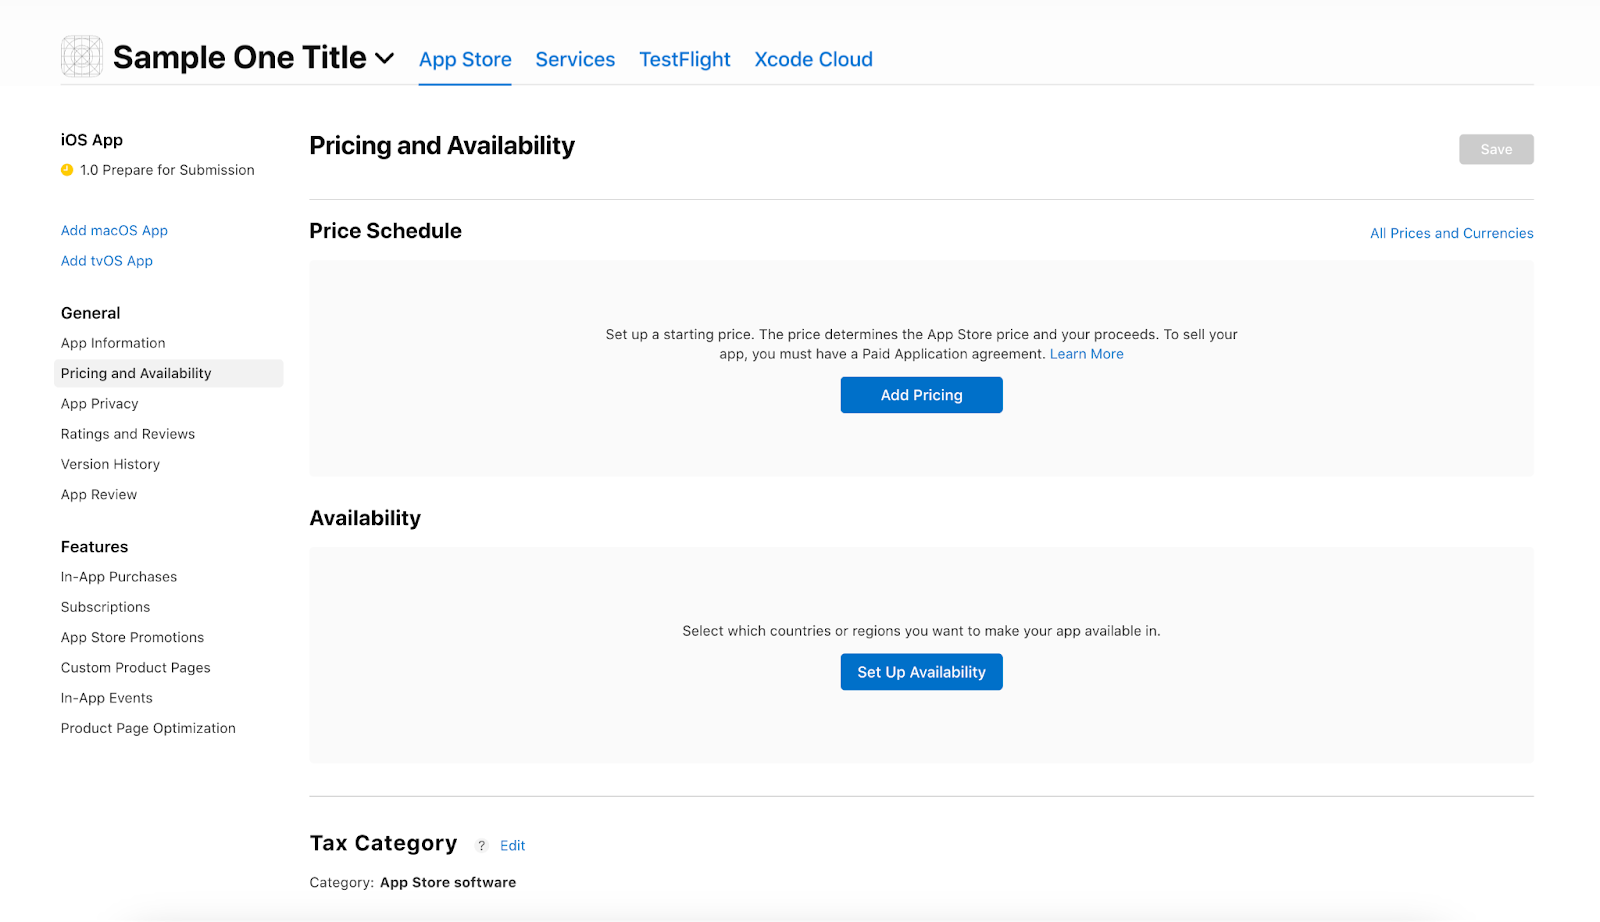 Sample One Title
App Store
Services
TestFlight
Xcode Cloud
iOS App
1.0 Prepare for Submission
Add macOS App
Add tvOS App
General
App Information
Pricing and Availability
App Privacy
Ratings and Reviews
Version History
App Review
Features
In-App Purchases
Subscriptions
App Store Promotions
Custom Product Pages
In-App Events
Product Page Optimization
Pricing and Availability
Save
Price Schedule
All Prices and Currencies
Set up a starting price. The price determines the App Store price and your proceeds. To sell your
app, you must have a Paid Application agreement. Learn More
Add Pricing
Availability
Select which countries or regions you want to make your app available in.
Set Up Availability
Tax Category ? Edit
Category: App Store software